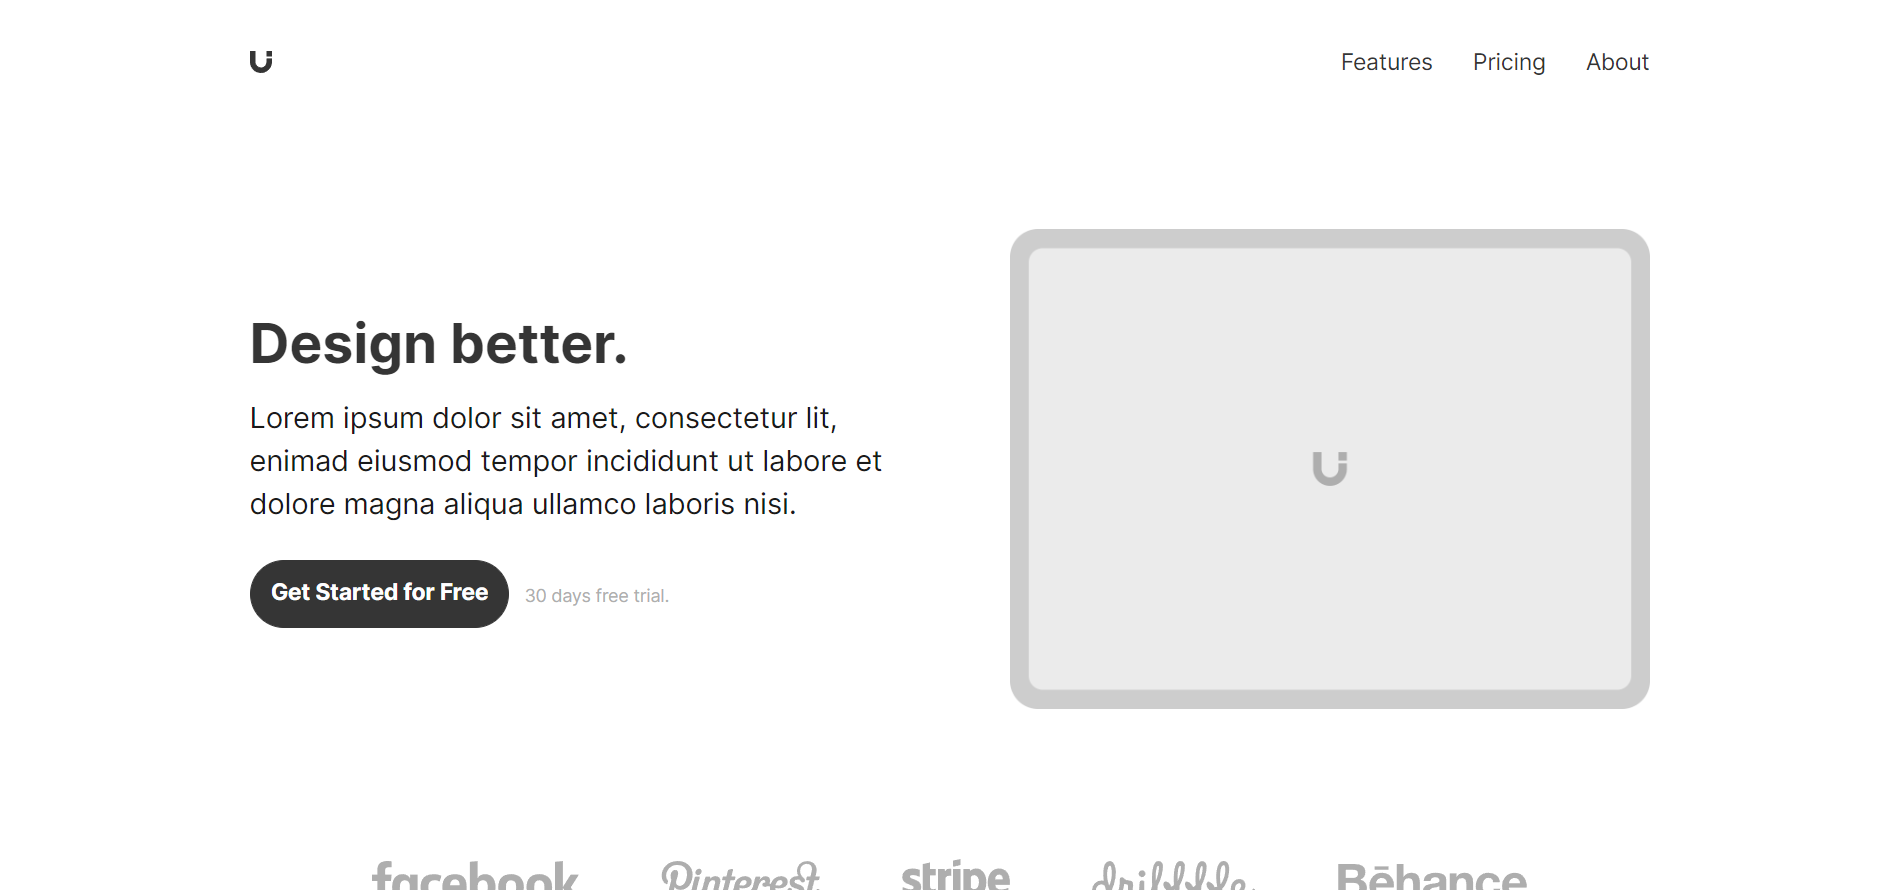 Features Pricing About
Design better.
Lorem ipsum dolor sit amet, consectetur lit,
enimad eiusmod tempor incididunt ut labore et
dolore magna aliqua ullamco laboris nisi.
Get Started for Free 30 days free trial.
facebook Pinterest stripe dribbble Bēhance